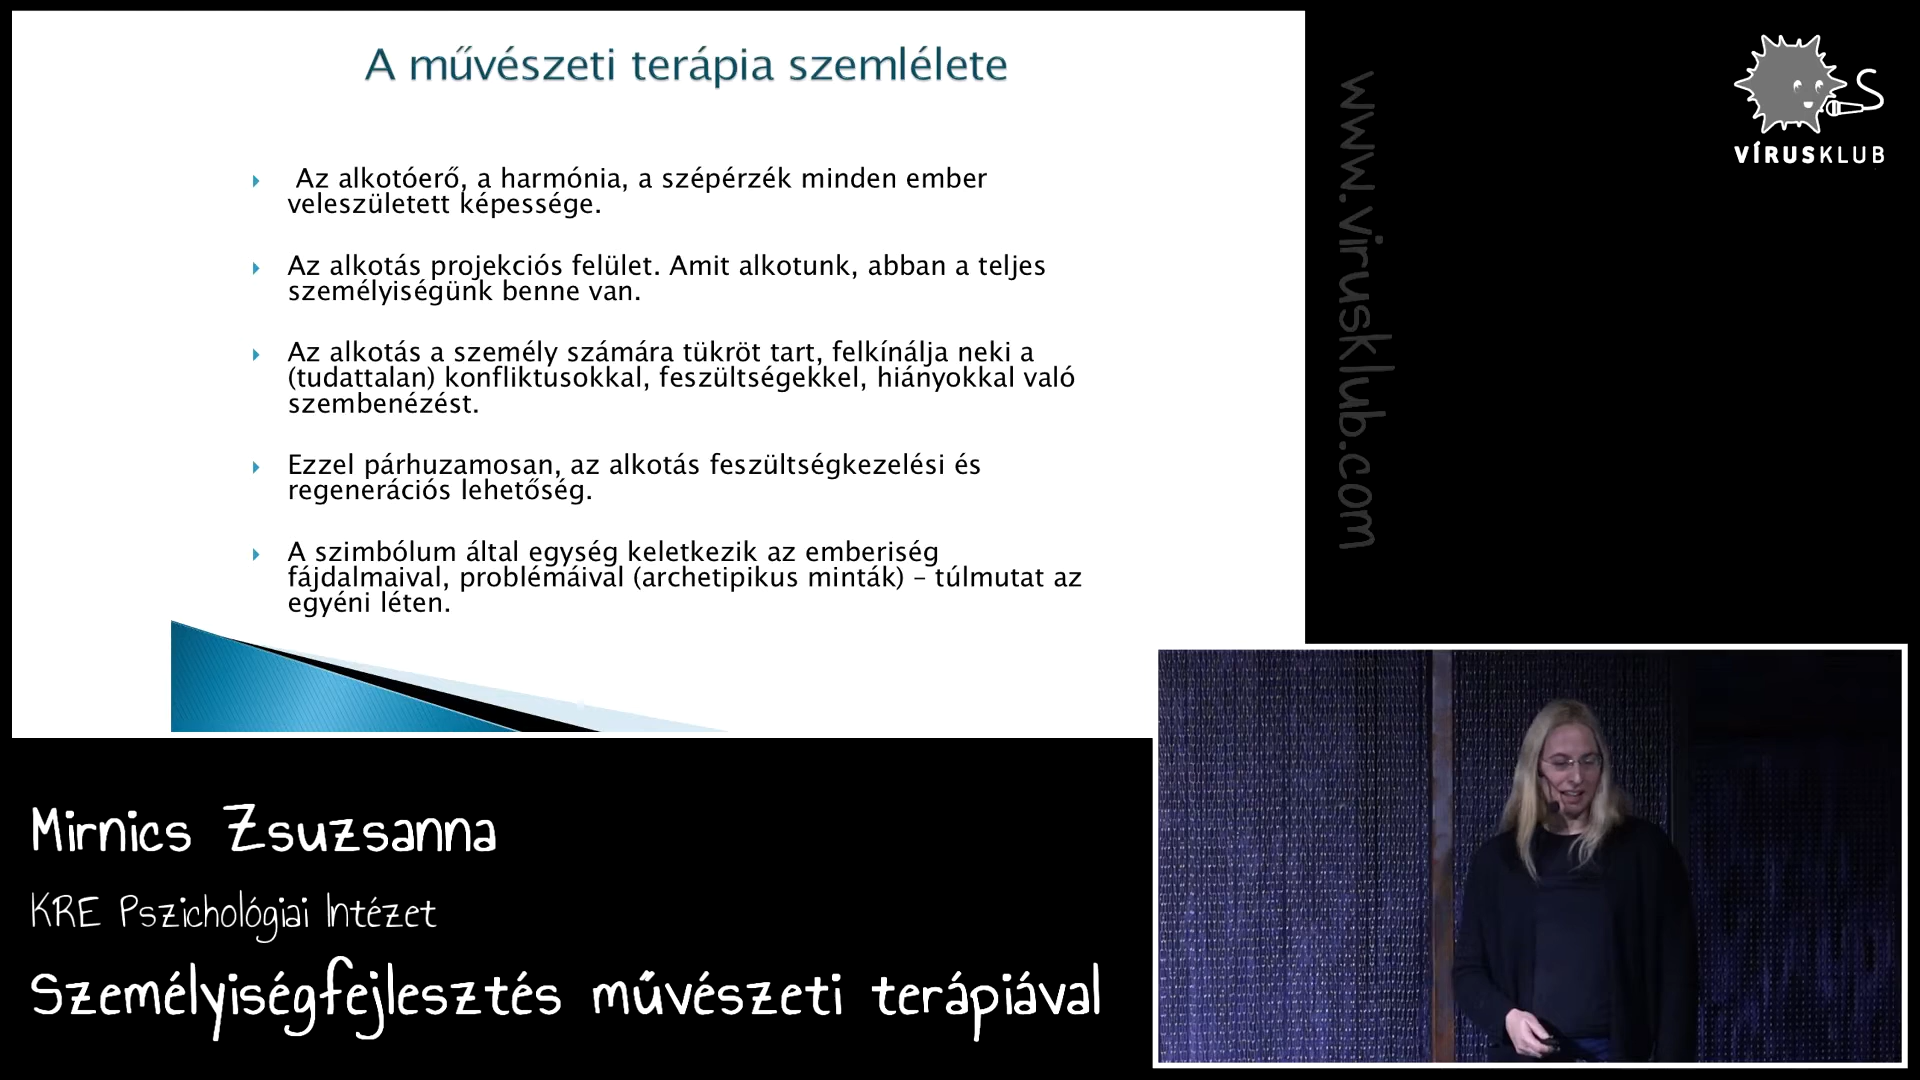 A művészeti terápia szemlélete
Az alkotóerő, a harmónia, a szépérzék minden ember
veleszületett képessége.
Az alkotás projekciós felület. Amit alkotunk, abban a teljes
személyiségünk benne van.
Az alkotás a személy számára tükröt tart, felkínálja neki a
(tudattalan) konfliktusokkal, feszültségekkel, hiányokkal való
szembenézést.
Ezzel párhuzamosan, az alkotás feszültségkezelési és
regenerációs lehetőség.
A szimbólum által egység keletkezik az emberiség
fájdalmaival, problémáival (archetipikus minták) – túlmutat az
egyéni léten.
www.virusklub.com
VÍRUSKLUB
Mirnics Zsuzsanna
KRE Pszichológiai Intézet
Személyiségfejlesztés művészeti terápiával